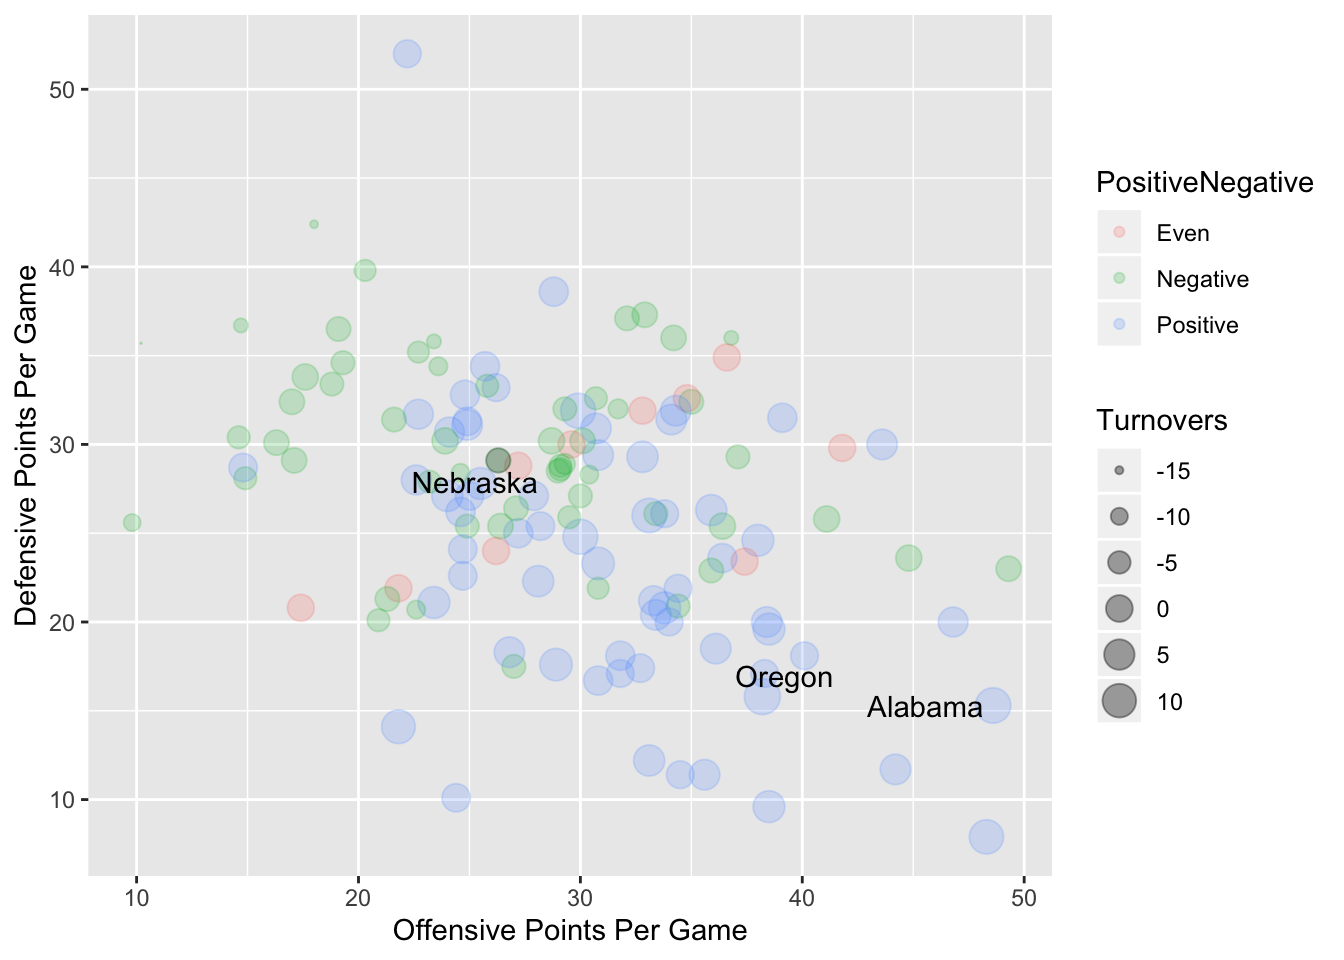 50
40
30
20
10
Defensive Points Per Game
Nebraska
Oregon
Alabama
10 20 30 40 50
Offensive Points Per Game
PositiveNegative
Even
Negative
Positive
Turnovers
-15
-10
-5
0
5
10